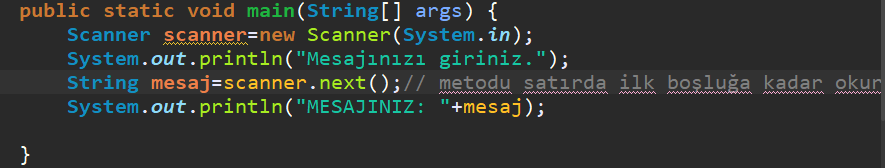 public static void main(String[] args) {
Scanner scanner=new Scanner(System.in);
System.out.println("Mesajınızı giriniz.");
String mesaj=scanner.next();// metodu satırda ilk boşluğa kadar okur
System.out.println("MESAJINIZ: "+mesaj);
}